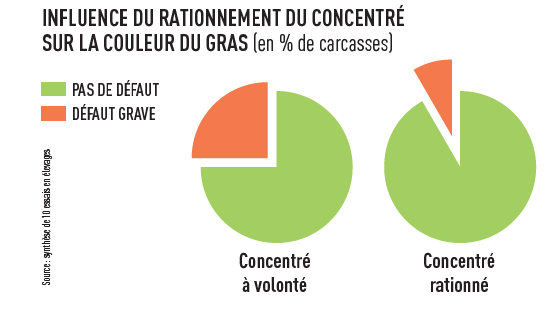 INFLUENCE DU RATIONNEMENT DU CONCENTRÉ
SUR LA COULEUR DU GRAS (en % de carcasses)
PAS DE DÉFAUT
DÉFAUT GRAVE
Source : synthèse de 10 essais en élevages
Concentré
à volonté
Concentré
rationné